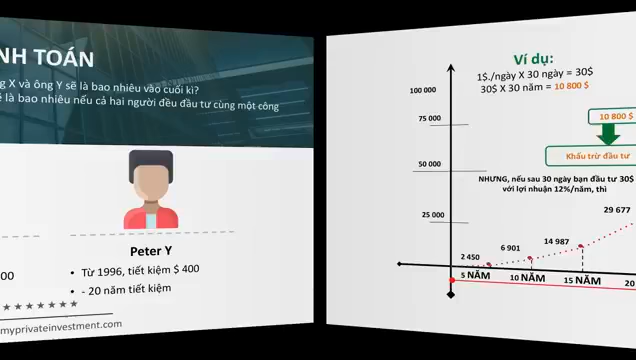 NH TOÁN
g X và ông Y sẽ là bao nhiêu vào cuối kì?
là bao nhiêu nếu cả hai người đều đầu tư cùng một công
Peter Y
00
• Từ 1996, tiết kiệm $ 400
• - 20 năm tiết kiệm
myprivateinvestment.com
Ví dụ:
1$./ngày X 30 ngày = 30$
30$ X 30 năm = 10 800 $
100 000
75 000
50 000
25 000
10 800 $
Khấu trừ đầu tư
NHƯNG, nếu sau 30 ngày bạn đầu tư 30$
với lợi nhuận 12%/năm, thì
29 677
14 987
6 901
2 450
5 NĂM
10 NĂM
15 NĂM
20